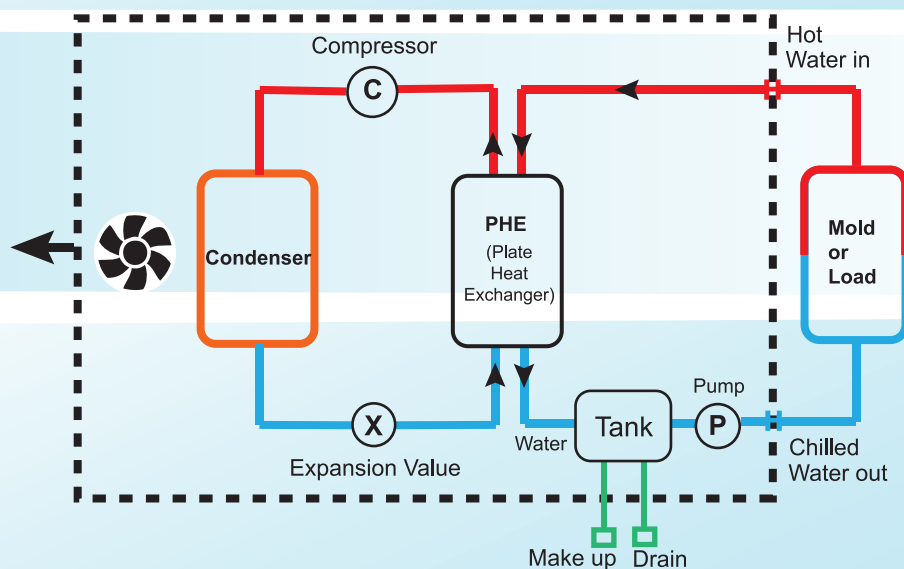 Compressor
C
Hot
Water in
Condenser
PHE
(Plate
Heat
Exchanger)
Mold
or
Load
X
Expansion Value
Water
Tank
Pump
P
Chilled
Water out
Make up
Drain